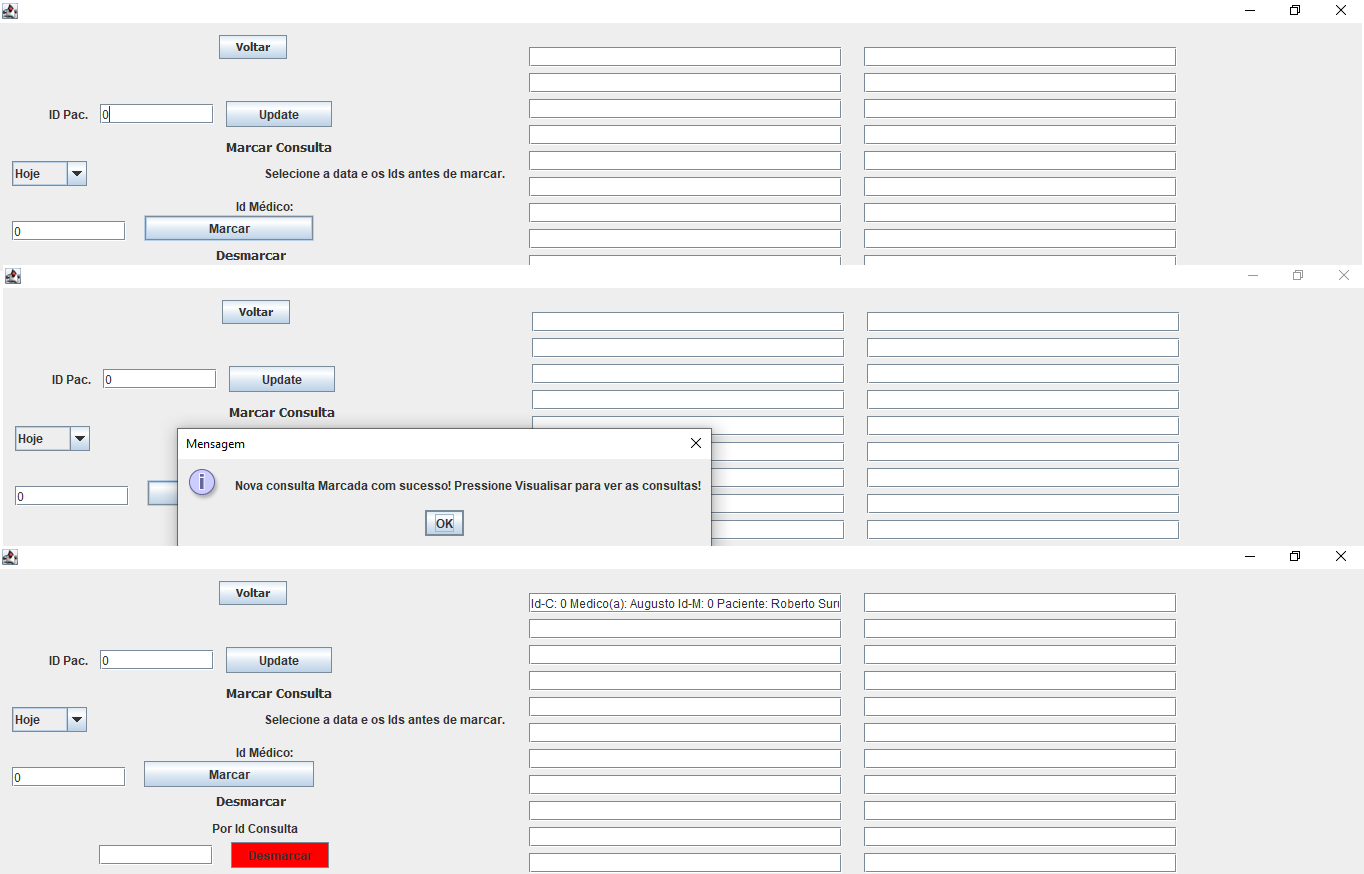 Voltar
ID Pac. 0 Update
Marcar Consulta
Hoje
Selecione a data e os Ids antes de marcar.
Id Médico:
0 Marcar
Desmarcar
Voltar
ID Pac. 0 Update
Marcar Consulta
Hoje
Mensagem
0
Nova consulta Marcada com sucesso! Pressione Visualisar para ver as consultas!
OK
Voltar
Id-C: 0 Medico(a): Augusto Id-M: 0 Paciente: Roberto
ID Pac. 0 Update
Marcar Consulta
Hoje
Selecione a data e os Ids antes de marcar.
Id Médico:
0 Marcar
Desmarcar
Por Id Consulta
Desmarcar